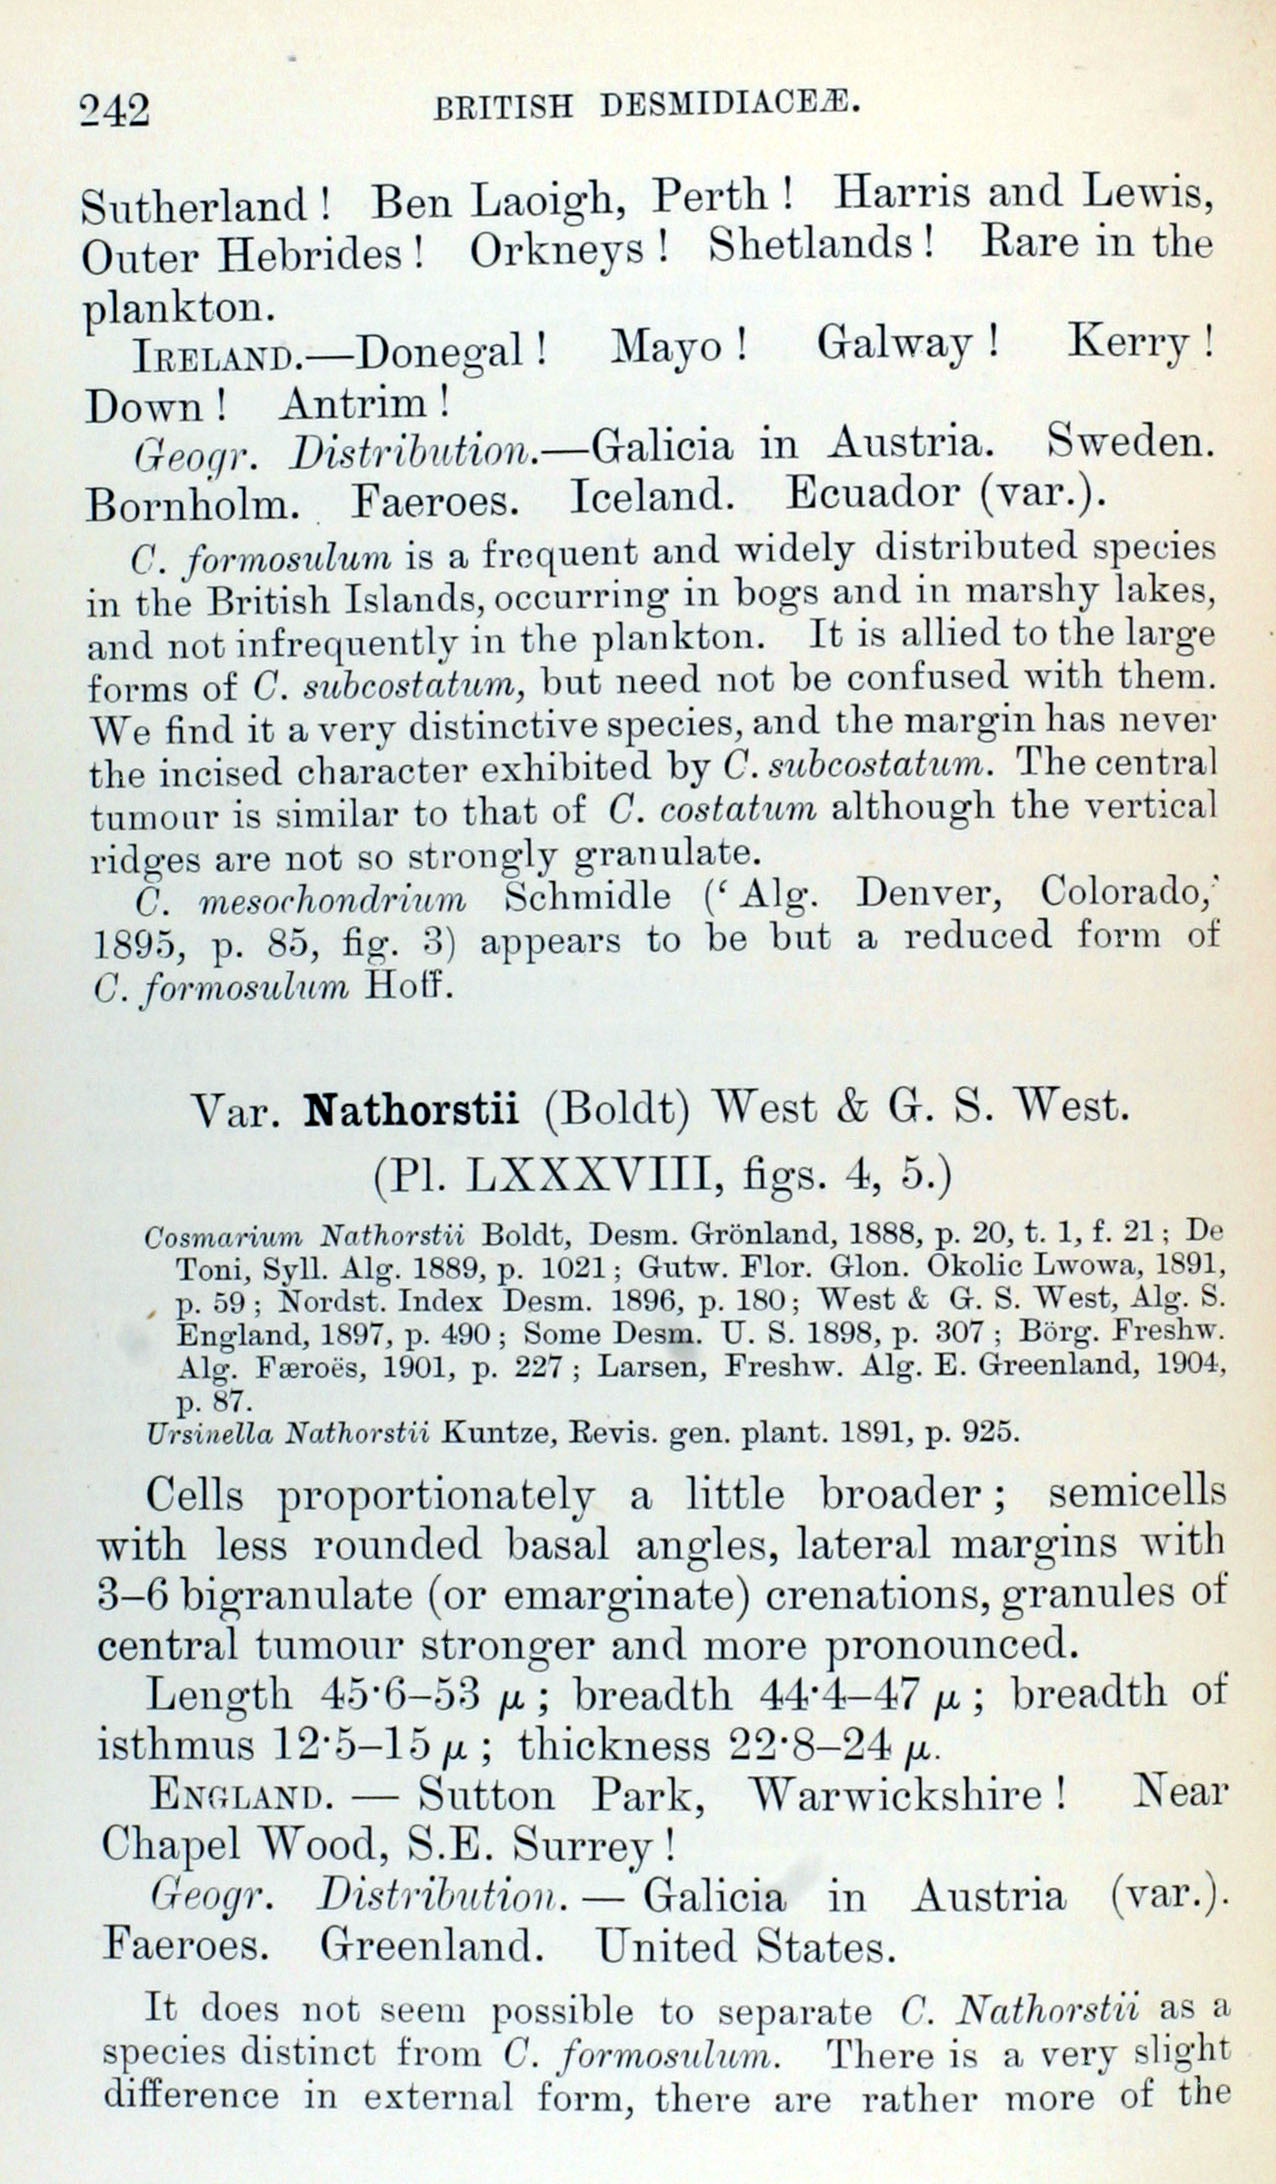 242 BRITISH DESMIDIACEÆ.
Sutherland ! Ben Laoigh, Perth ! Harris and Lewis,
Outer Hebrides ! Orkneys ! Shetlands ! Rare in the
plankton.
IRELAND.—Donegal ! Mayo ! Galway ! Kerry !
Down ! Antrim !
Geogr. Distribution.—Galicia in Austria. Sweden.
Bornholm. Faeroes. Iceland. Ecuador (var.).
C. formosulum is a frequent and widely distributed species
in the British Islands, occurring in bogs and in marshy lakes,
and not infrequently in the plankton. It is allied to the large
forms of C. subcostatum, but need not be confused with them.
We find it a very distinctive species, and the margin has never
the incised character exhibited by C. subcostatum. The central
tumour is similar to that of C. costatum although the vertical
ridges are not so strongly granulate.
C. mesochondrium Schmidle (‘ Alg. Denver, Colorado,’
1895, p. 85, fig. 3) appears to be but a reduced form of
C. formosulum Hoff.
Var. Nathorstii (Boldt) West & G. S. West.
(Pl. LXXXVIII, figs. 4, 5.)
Cosmarium Nathorstii Boldt, Desm. Grönland, 1888, p. 20, t. 1, f. 21 ; De
Toni, Syll. Alg. 1889, p. 1021 ; Gutw. Flor. Glon. Okolic Lwowa, 1891,
p. 59 ; Nordst. Index Desm. 1896, p. 180 ; West & G. S. West, Alg. S.
England, 1897, p. 490 ; Some Desm. U. S. 1898, p. 307 ; Börg. Freshw.
Alg. Færoës, 1901, p. 227 ; Larsen, Freshw. Alg. E. Greenland, 1904,
p. 87.
Ursinella Nathorstii Kuntze, Revis. gen. plant. 1891, p. 925.
Cells proportionately a little broader ; semicells
with less rounded basal angles, lateral margins with
3–6 bigranulate (or emarginate) crenations, granules of
central tumour stronger and more pronounced.
Length 45·6–53 µ ; breadth 44·4–47 µ ; breadth of
isthmus 12·5–15 µ ; thickness 22·8–24 µ.
ENGLAND. — Sutton Park, Warwickshire ! Near
Chapel Wood, S.E. Surrey !
Geogr. Distribution. — Galicia in Austria (var.).
Faeroes. Greenland. United States.
It does not seem possible to separate C. Nathorstii as a
species distinct from C. formosulum. There is a very slight
difference in external form, there are rather more of the